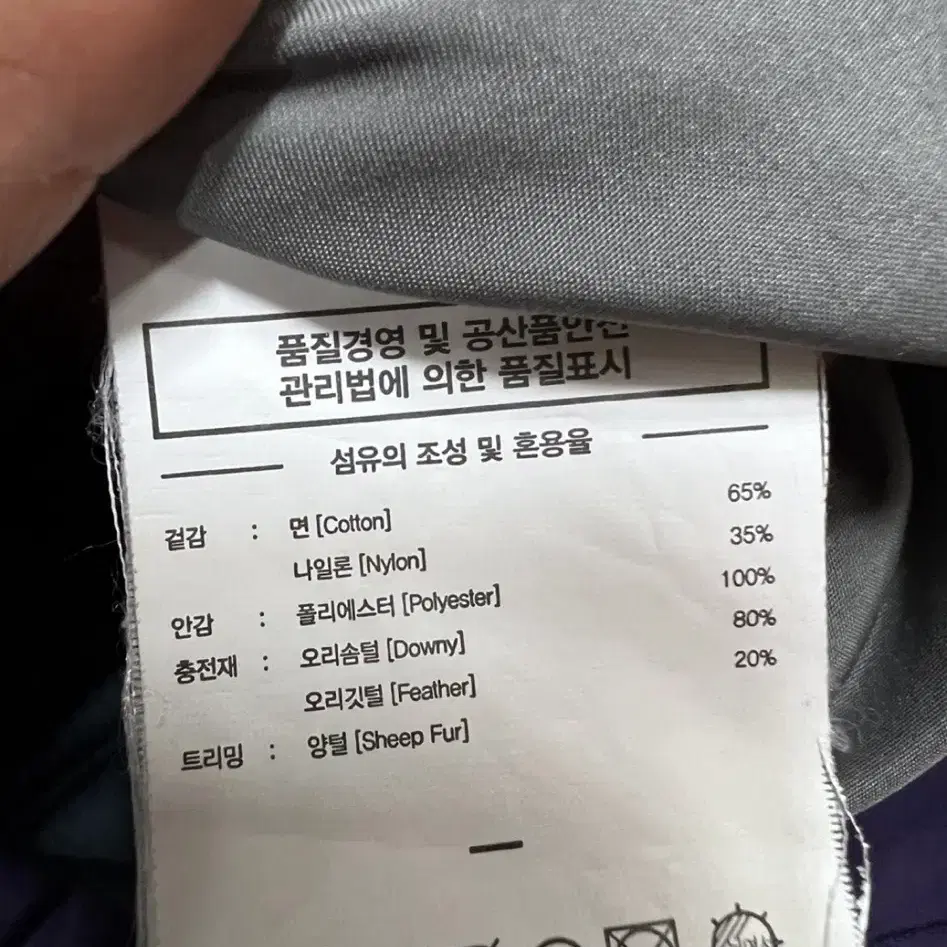 품질경영 및 공산품안전
관리법에 의한 품질표시
섬유의 조성 및 혼용율
겉감 : 면 [Cotton] 65%
나일론 [Nylon] 35%
안감 : 폴리에스터 [Polyester] 100%
충전재 : 오리솜털 [Downy] 80%
오리깃털 [Feather] 20%
트리밍 : 양털 [Sheep Fur]